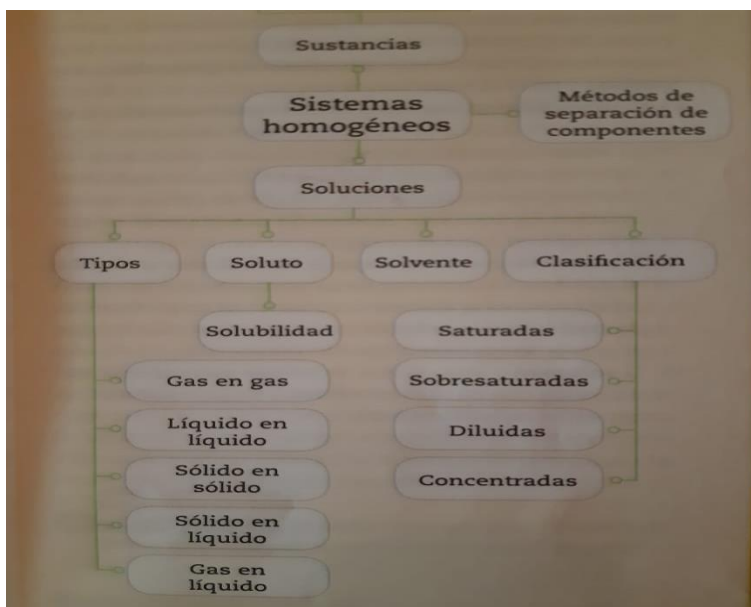 Sustancias
Sistemas
homogéneos
Métodos de
separación de
componentes
Soluciones
Tipos
Soluto
Solvente
Clasificación
Solubilidad
Saturadas
Gas en gas
Sobresaturadas
Líquido en
líquido
Diluidas
Sólido en
sólido
Concentradas
Sólido en
líquido
Gas en
líquido